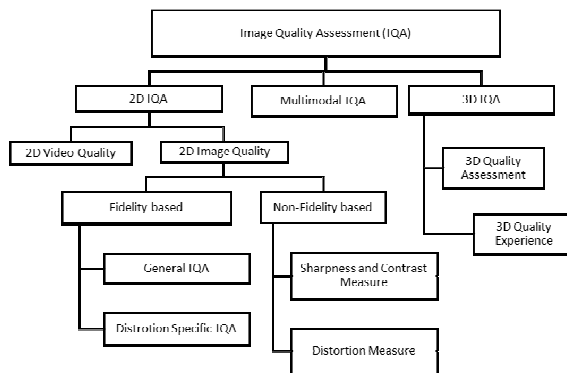 Image Quality Assessment (IQA)
2D IQA
Multimodal IQA
3D IQA
2D Video Quality
2D Image Quality
3D Quality
Assessment
Fidelity based
Non-Fidelity based
3D Quality
Experience
General IQA
Sharpness and Contrast
Measure
Distrotion Specific IQA
Distortion Measure